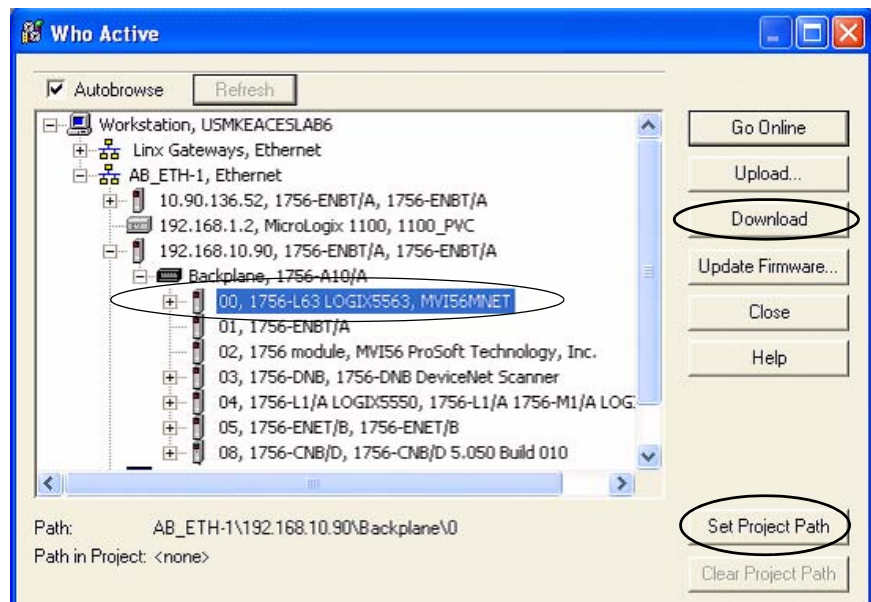 Who Active
Autobrowse
Refresh
Workstation, USMKEACESLAB6
Linx Gateways, Ethernet
AB_ETH-1, Ethernet
10.90.136.52, 1756-ENBT/A, 1756-ENBT/A
192.168.1.2, MicroLogix 1100, 1100_PVC
192.168.10.90, 1756-ENBT/A, 1756-ENBT/A
Backplane, 1756-A10/A
00, 1756-L63 LOGIX5563, MVI56MNET
01, 1756-ENBT/A
02, 1756 module, MVI56 ProSoft Technology, Inc.
03, 1756-DNB, 1756-DNB DeviceNet Scanner
04, 1756-L1/A LOGIX5550, 1756-L1/A 1756-M1/A LOG
05, 1756-ENET/B, 1756-ENET/B
08, 1756-CNB/D, 1756-CNB/D 5.050 Build 010
Go Online
Upload...
Download
Update Firmware...
Close
Help
Path: AB_ETH-1\192.168.10.90\Backplane\0
Path in Project: <none>
Set Project Path
Clear Project Path